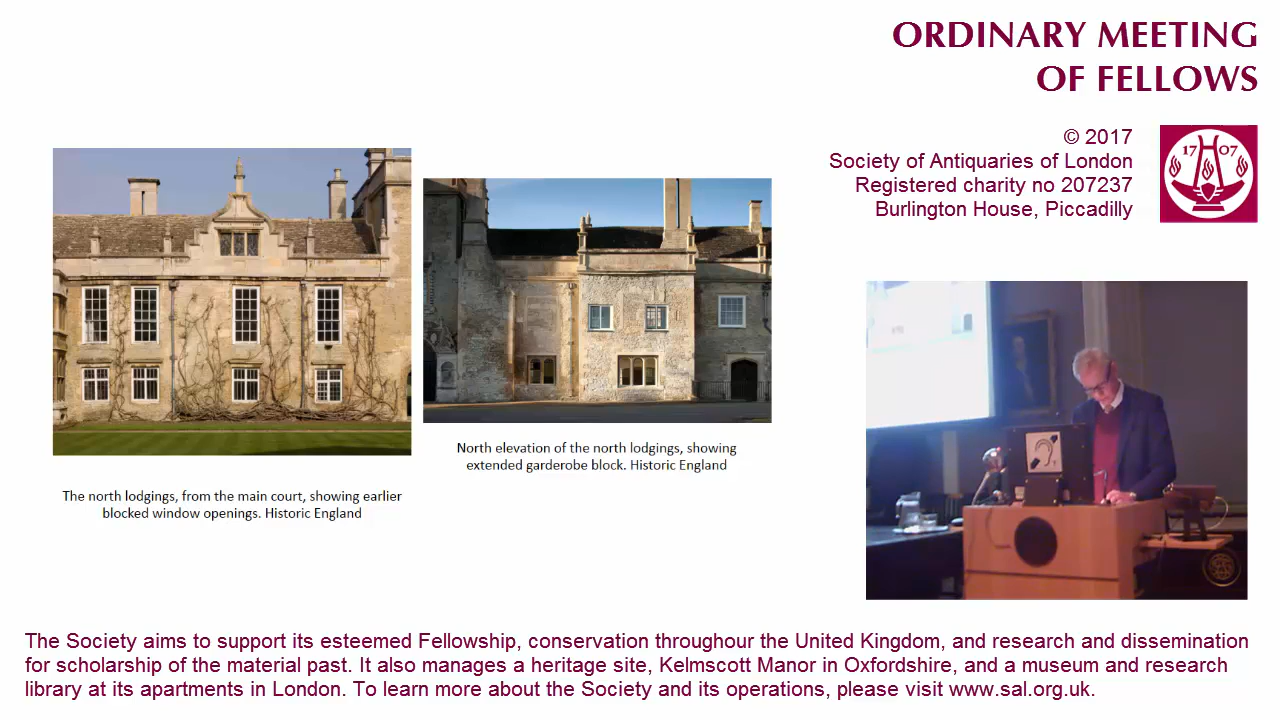 ORDINARY MEETING
OF FELLOWS
© 2017
Society of Antiquaries of London
Registered charity no 207237
Burlington House, Piccadilly
17 07
North elevation of the north lodgings, showing
extended garderobe block. Historic England
The north lodgings, from the main court, showing earlier
blocked window openings. Historic England
The Society aims to support its esteemed Fellowship, conservation throughour the United Kingdom, and research and dissemination
for scholarship of the material past. It also manages a heritage site, Kelmscott Manor in Oxfordshire, and a museum and research
library at its apartments in London. To learn more about the Society and its operations, please visit www.sal.org.uk.